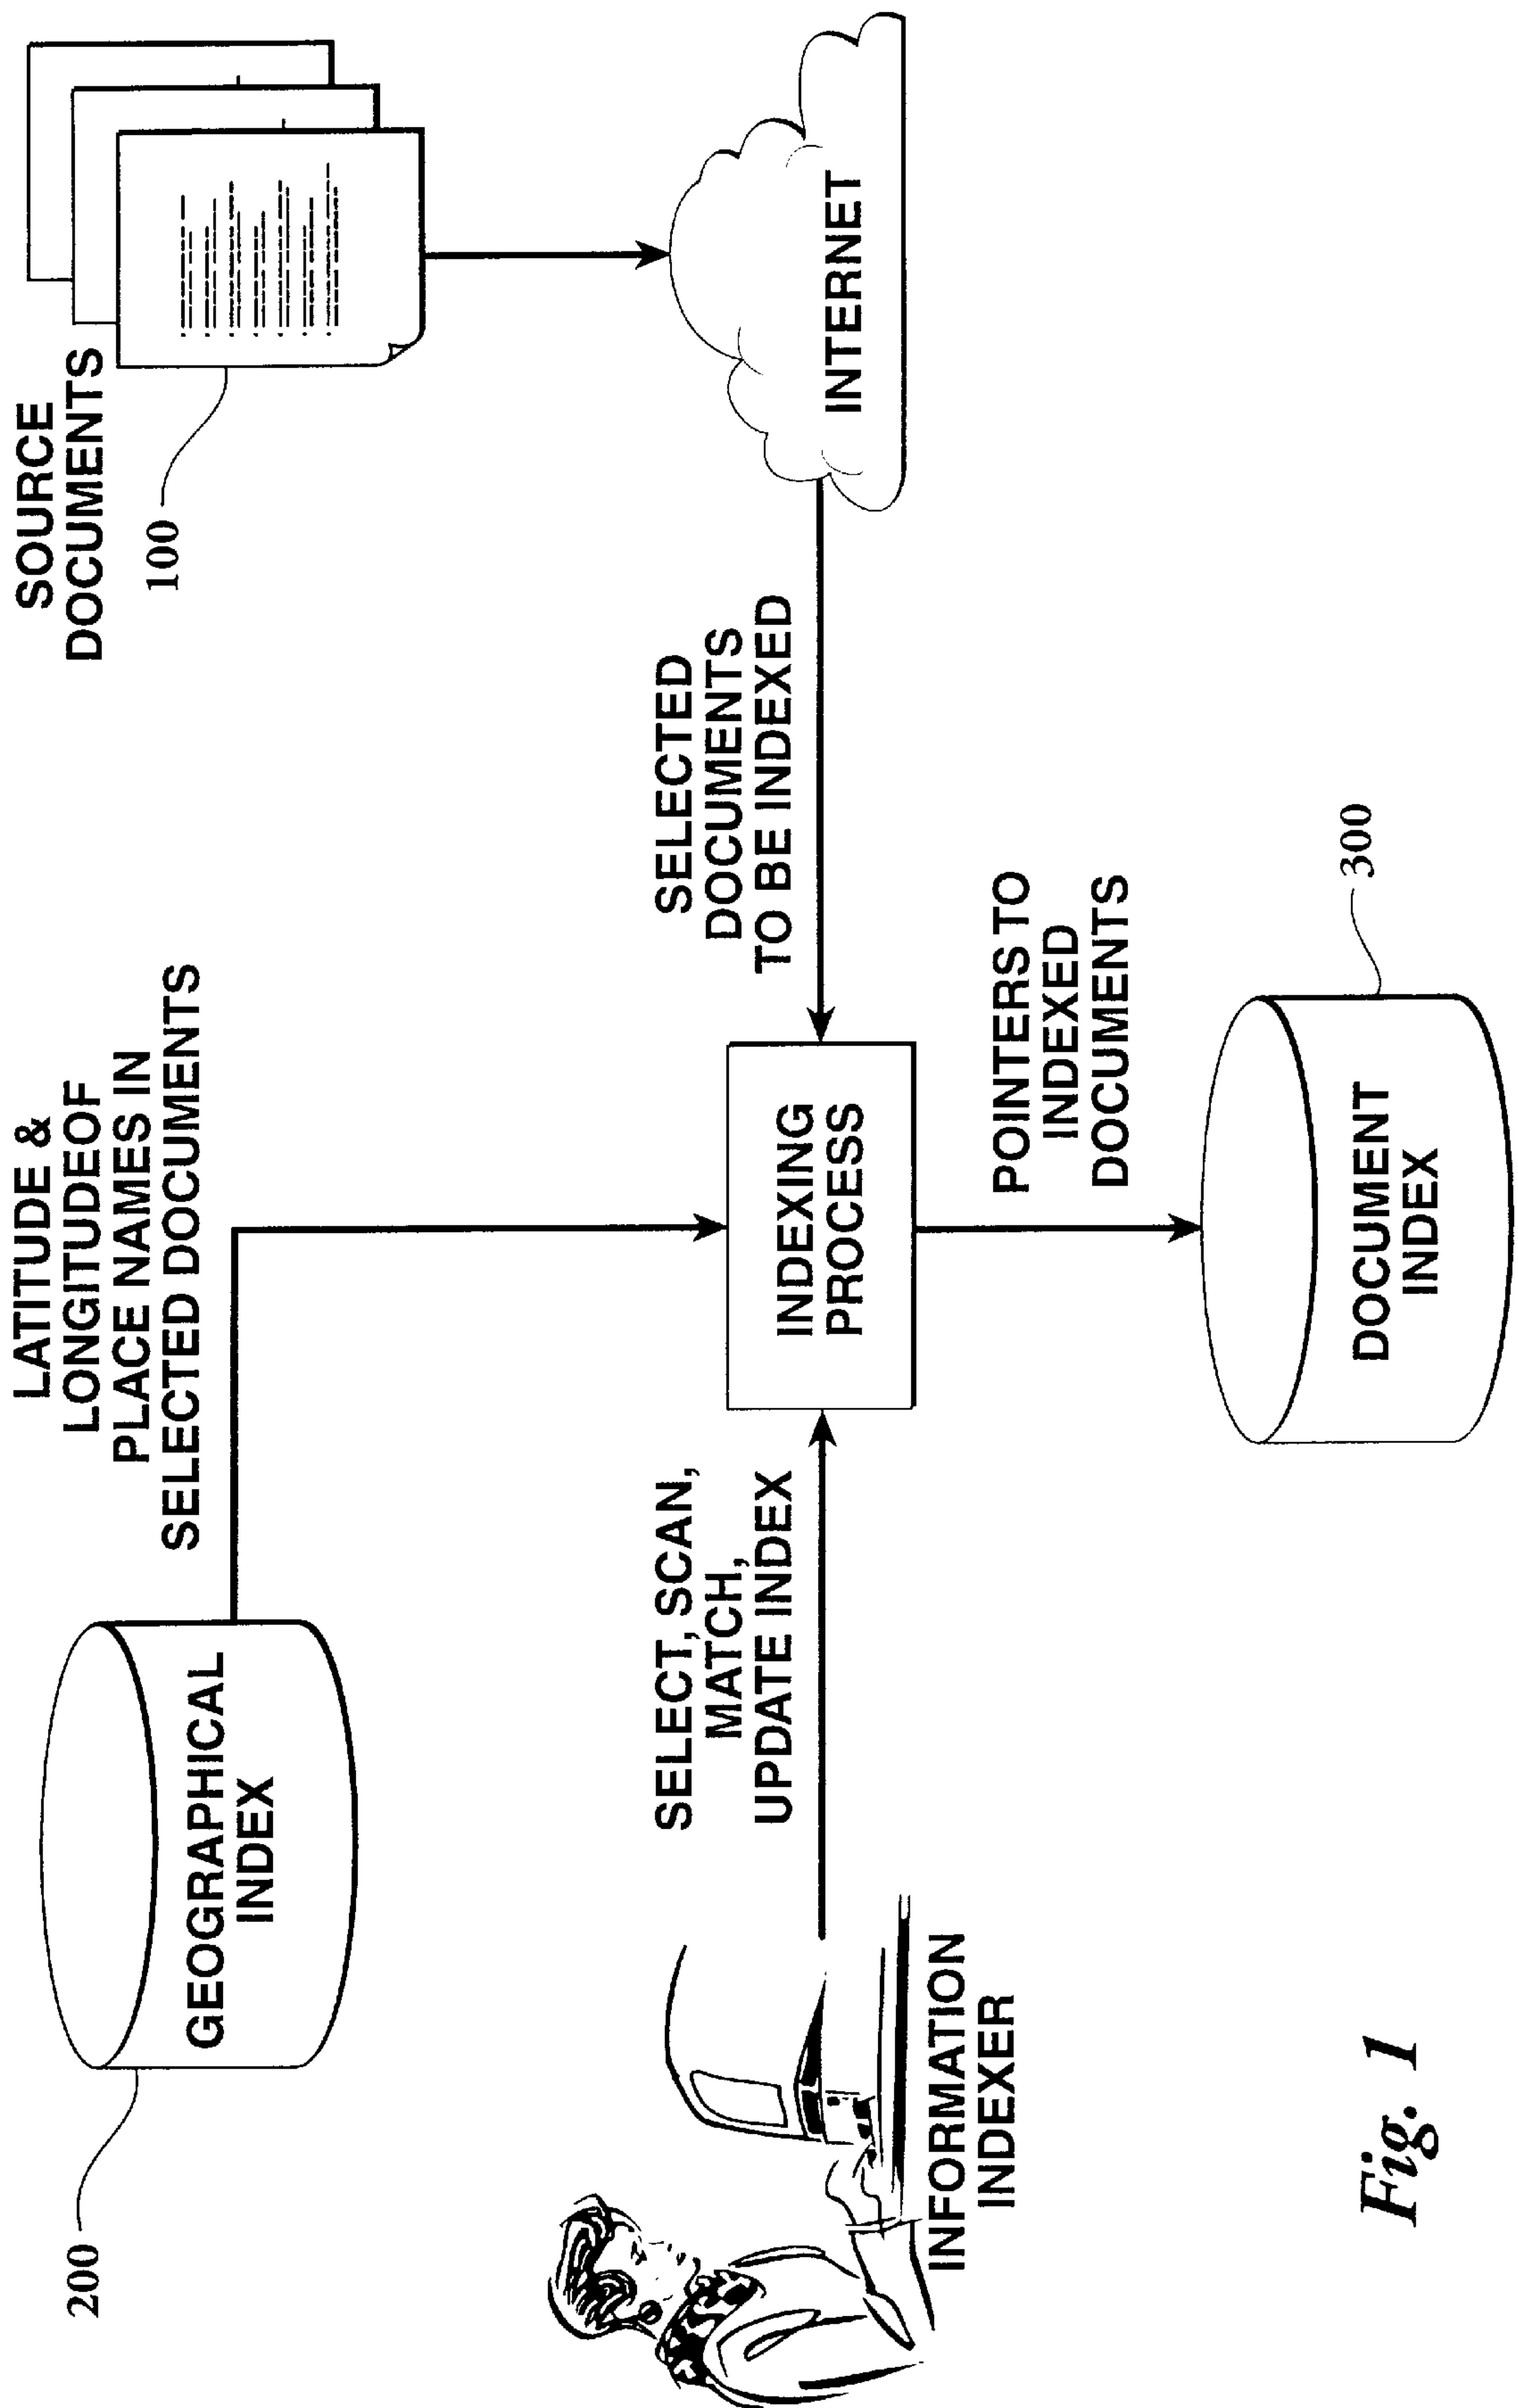 200
GEOGRAPHICAL
INDEX
LATITUDE &
LONGITUDEOF
PLACE NAMES IN
SELECTED DOCUMENTS
SOURCE
DOCUMENTS
100
SELECT, SCAN,
MATCH,
UPDATE INDEX
INDEXING
PROCESS
SELECTED
DOCUMENTS
TO BE INDEXED
INTERNET
INFORMATION
INDEXER
POINTERS TO
INDEXED
DOCUMENTS
DOCUMENT
INDEX
300
Fig. 1